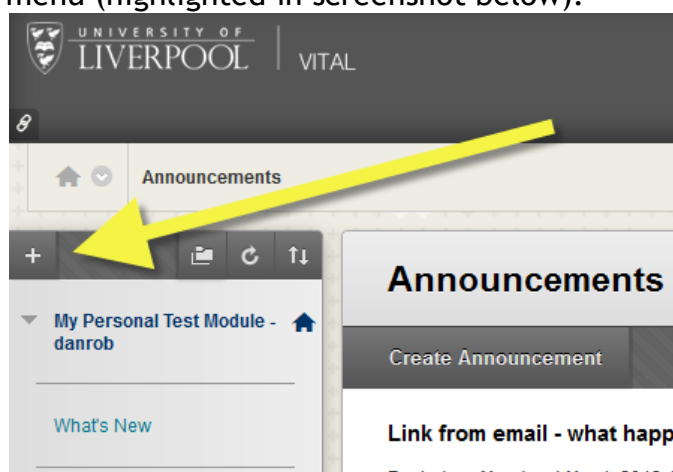 menu (highlighted in screenshot below):
UNIVERSITY OF
LIVERPOOL
VITAL
Announcements
My Personal Test Module -
danrob
What's New
Announcements
Create Announcement
Link from email - what happ